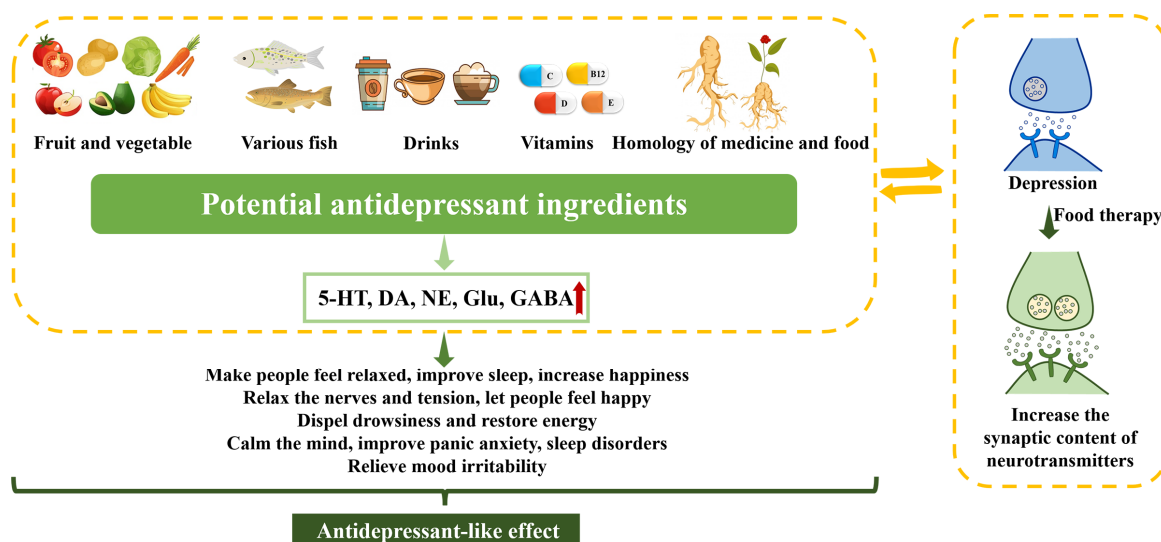 C
B12
D
E
Fruit and vegetable
Various fish
Drinks
Vitamins
Homology of medicine and food
Potential antidepressant ingredients
5-HT, DA, NE, Glu, GABA
Make people feel relaxed, improve sleep, increase happiness
Relax the nerves and tension, let people feel happy
Dispel drowsiness and restore energy
Calm the mind, improve panic anxiety, sleep disorders
Relieve mood irritability
Antidepressant-like effect
Depression
Food therapy
Increase the
synaptic content of
neurotransmitters